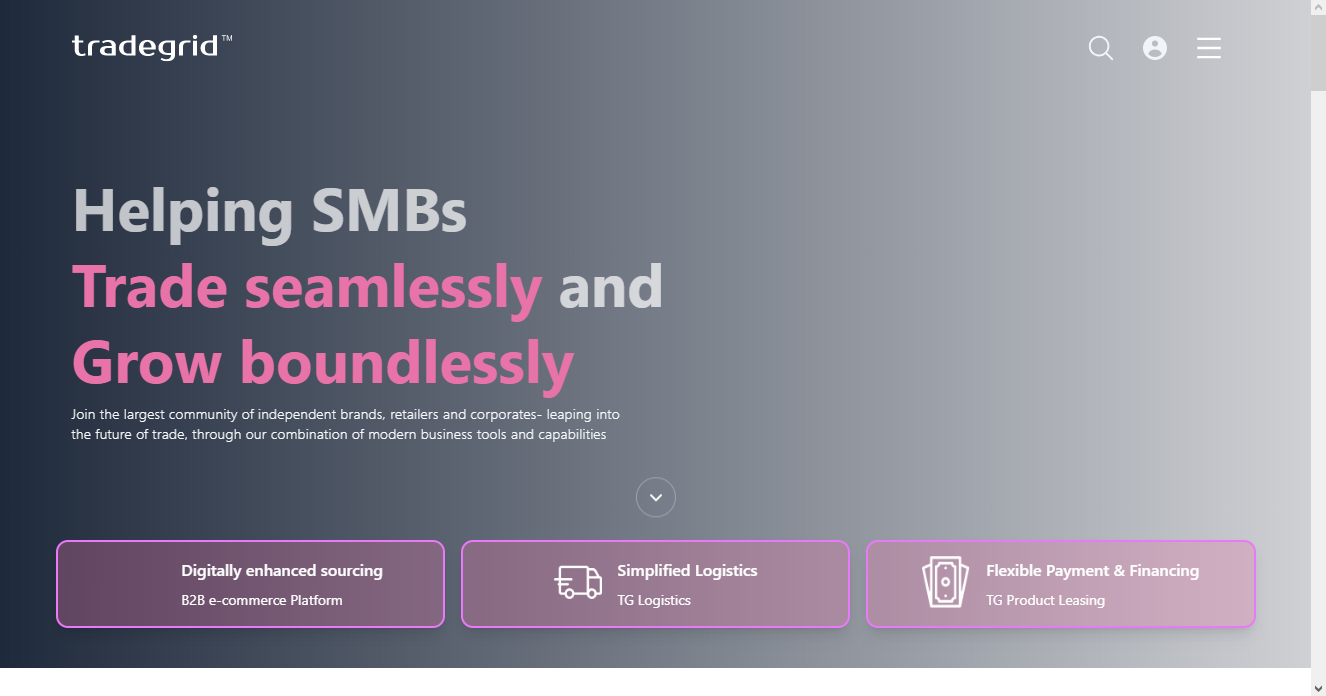 tradegrid™
Helping SMBs
Trade seamlessly and
Grow boundlessly
Join the largest community of independent brands, retailers and corporates- leaping into
the future of trade, through our combination of modern business tools and capabilities
Digitally enhanced sourcing
B2B e-commerce Platform
Simplified Logistics
TG Logistics
Flexible Payment & Financing
TG Product Leasing